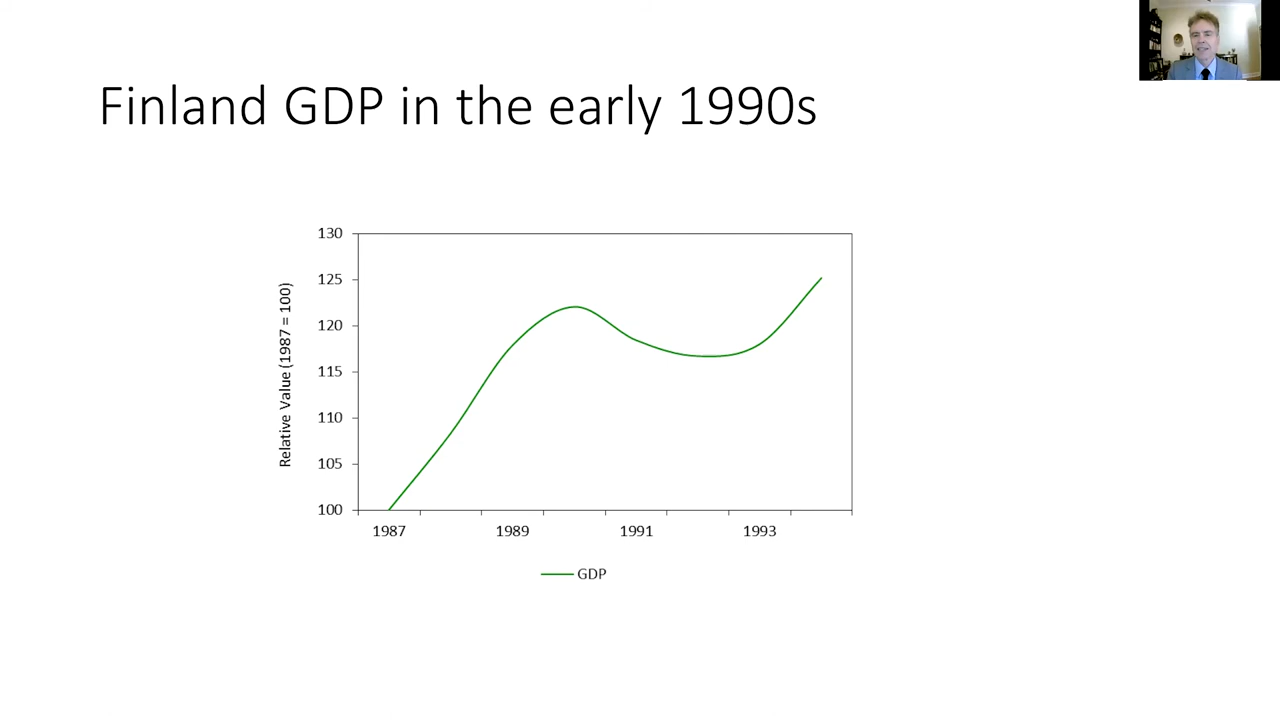 Finland GDP in the early 1990s
Relative Value (1987 = 100)
130
125
120
115
110
105
100
1987 1989 1991 1993
GDP